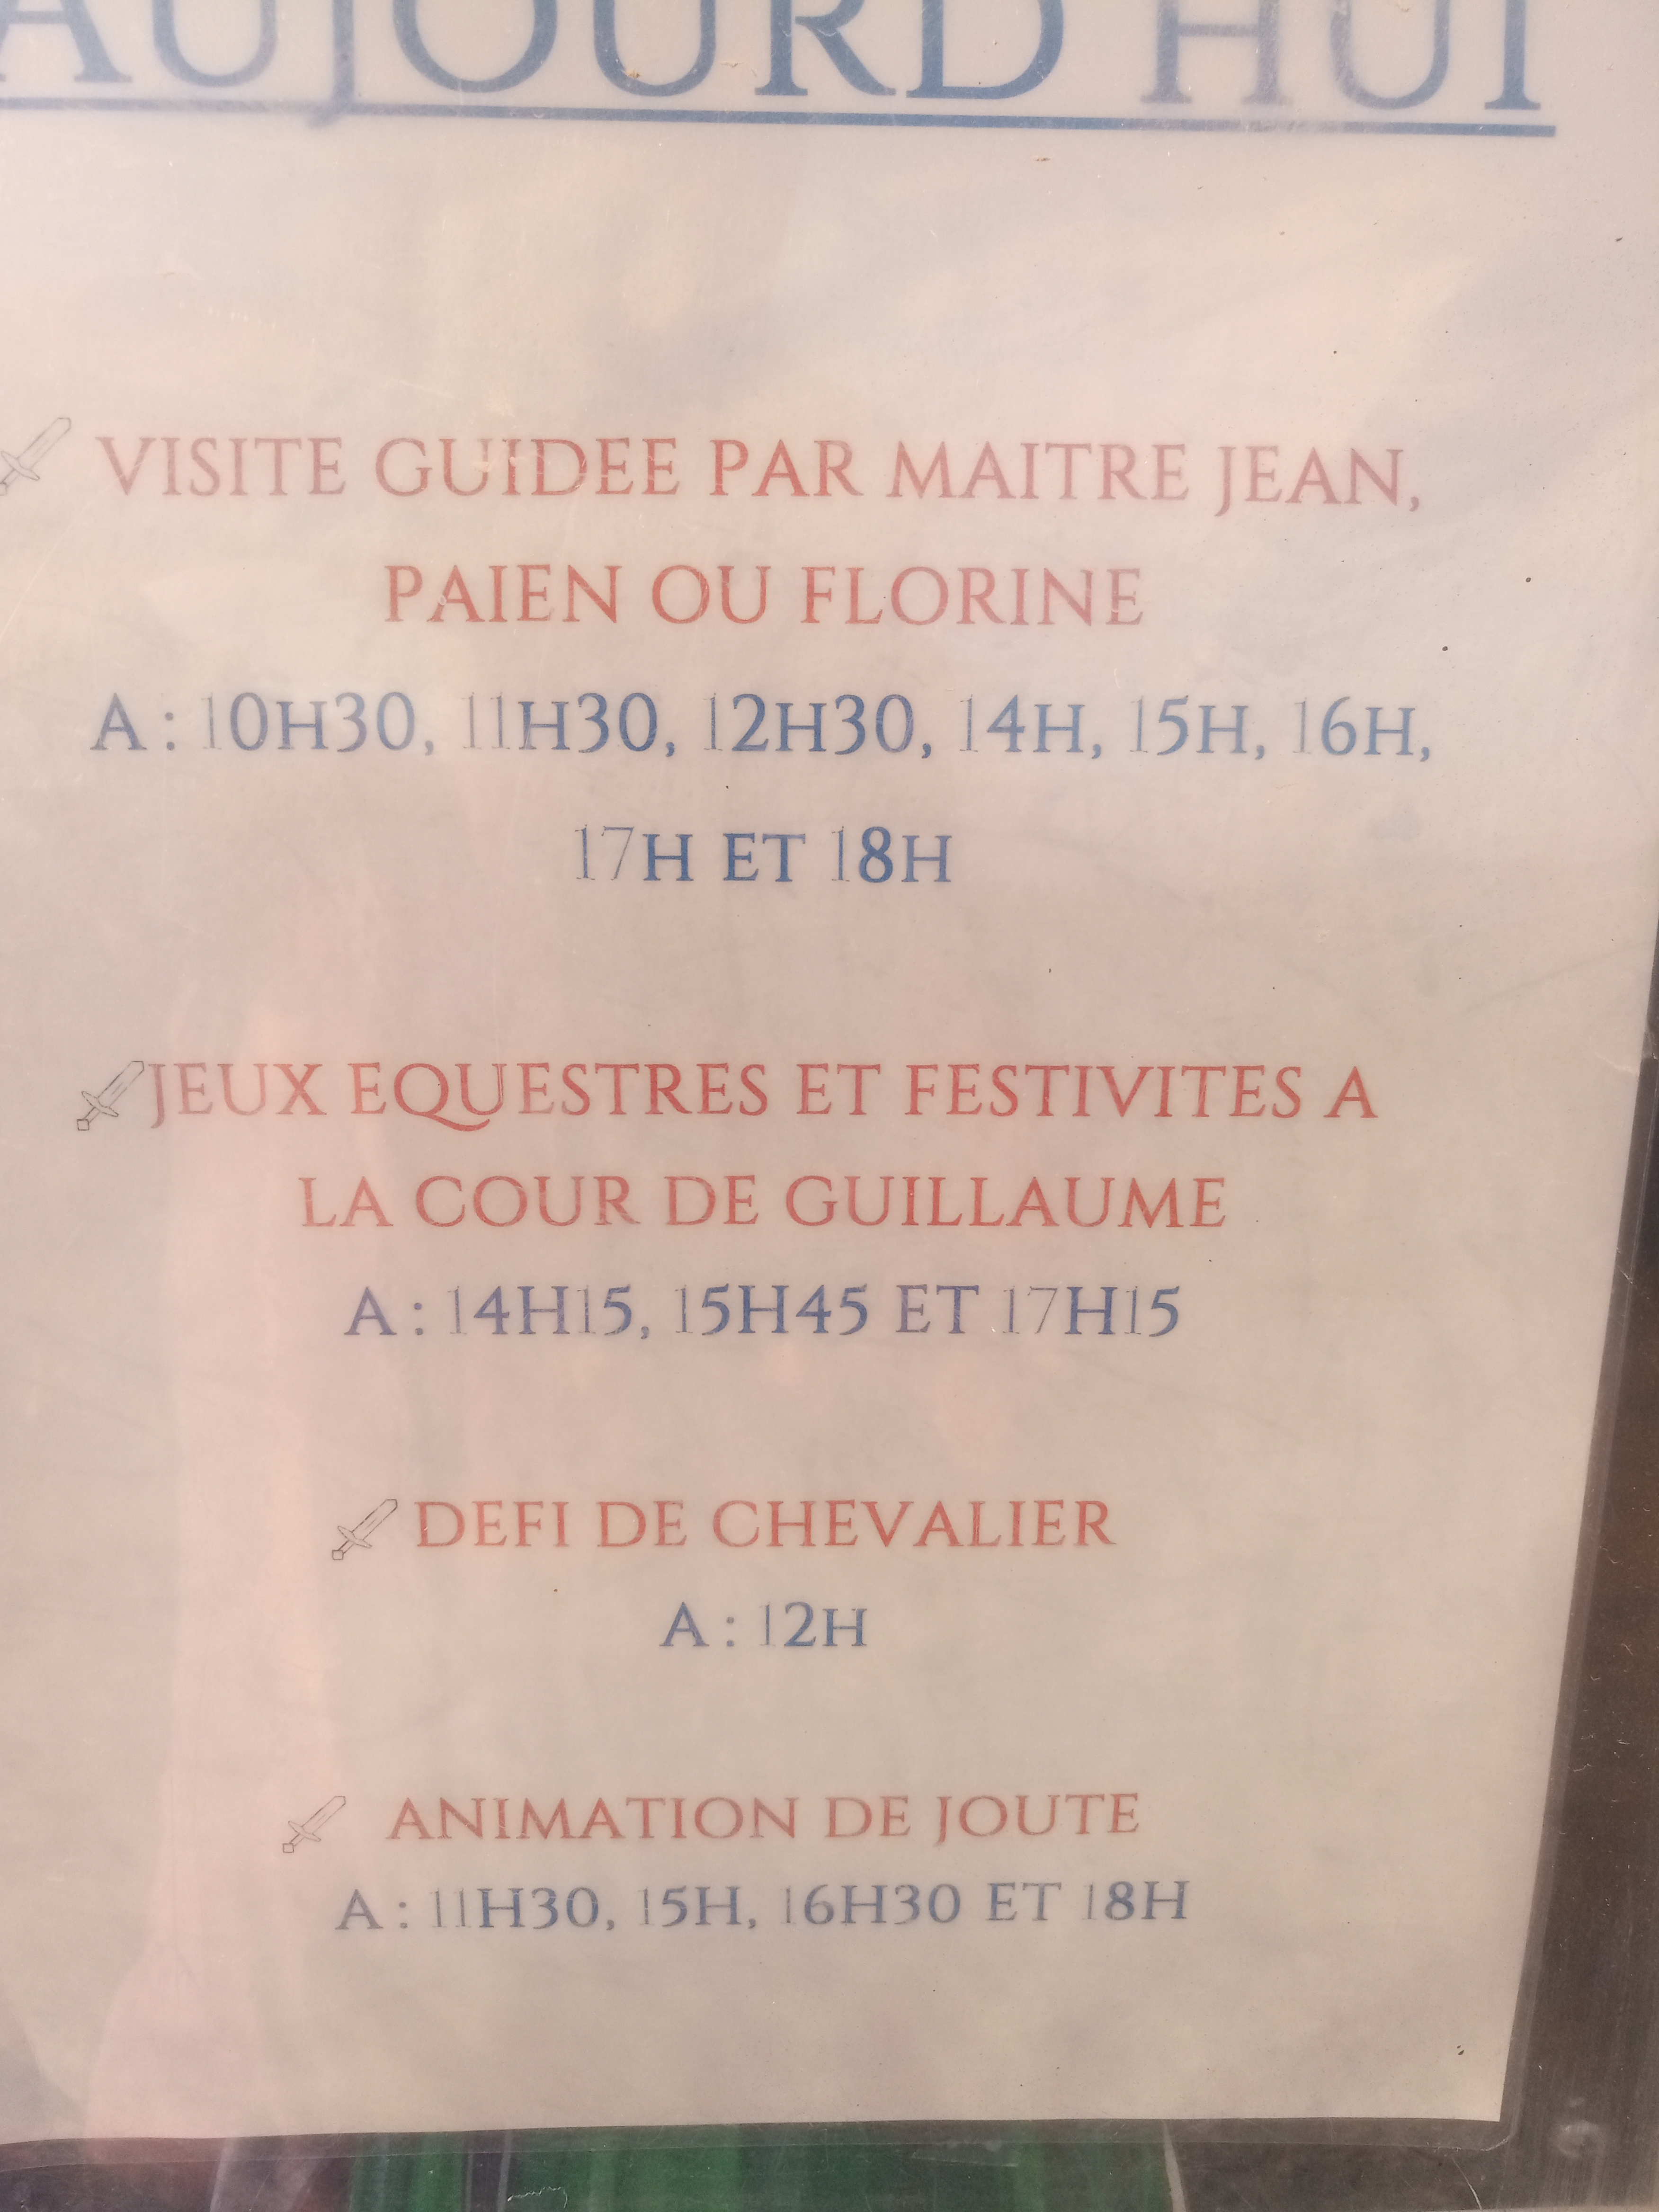 AUJOURD'HUI
VISITE GUIDEE PAR MAITRE JEAN,
PAIEN OU FLORINE
A : 10H30, 11H30, 12H30, 14H, 15H, 16H,
17H ET 18H
JEUX EQUESTRES ET FESTIVITES A
LA COUR DE GUILLAUME
A : 14H15, 15H45 ET 17H15
DEFI DE CHEVALIER
A : 12H
ANIMATION DE JOUTE
A : 11H30, 15H, 16H30 ET 18H